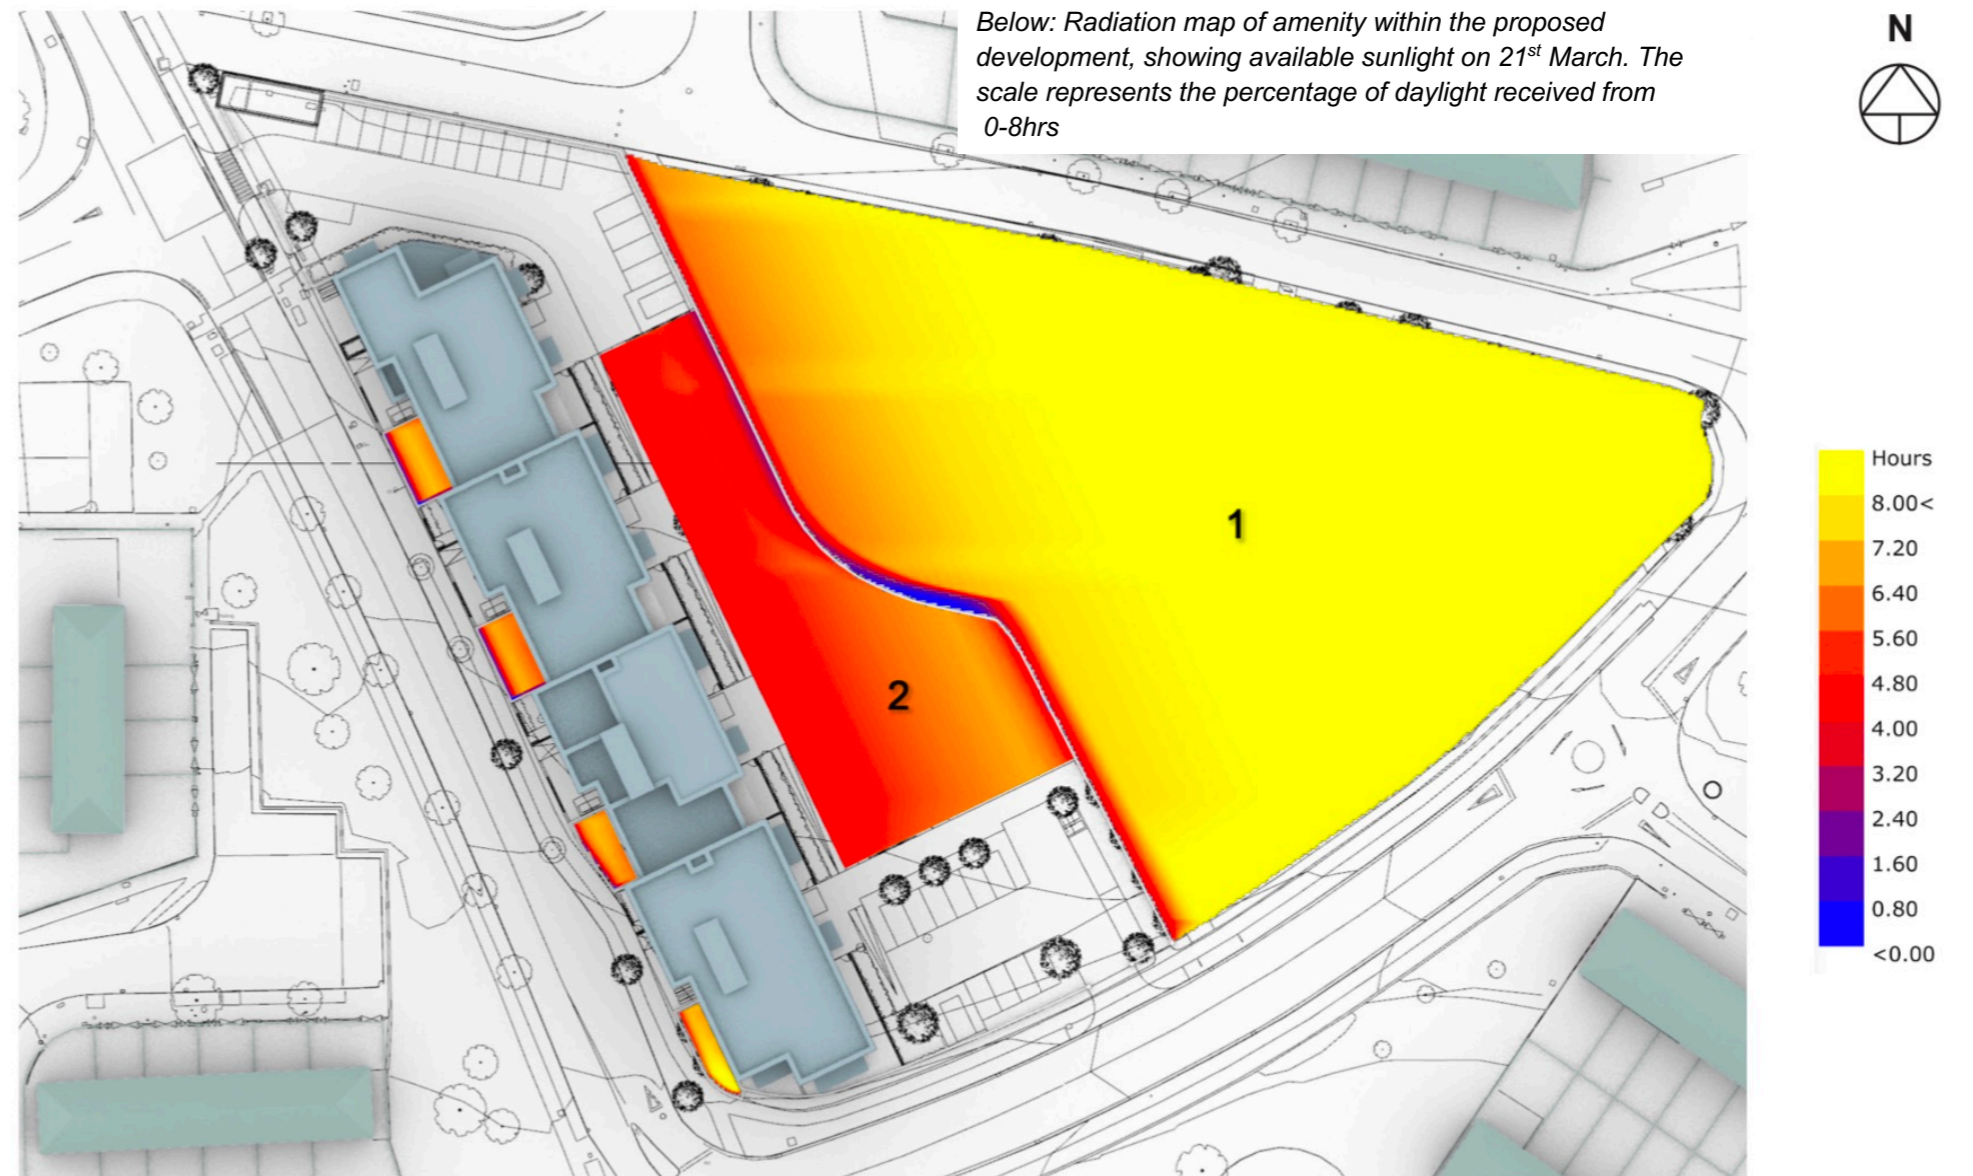 Below: Radiation map of amenity within the proposed
development, showing available sunlight on 21st March. The
scale represents the percentage of daylight received from
0-8hrs
N
1
2
Hours
8.00<
7.20
6.40
5.60
4.80
4.00
3.20
2.40
1.60
0.80
<0.00